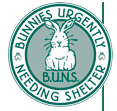 BUNNIES URGENTLY
B.U.N.S.
NEEDING SHELTER